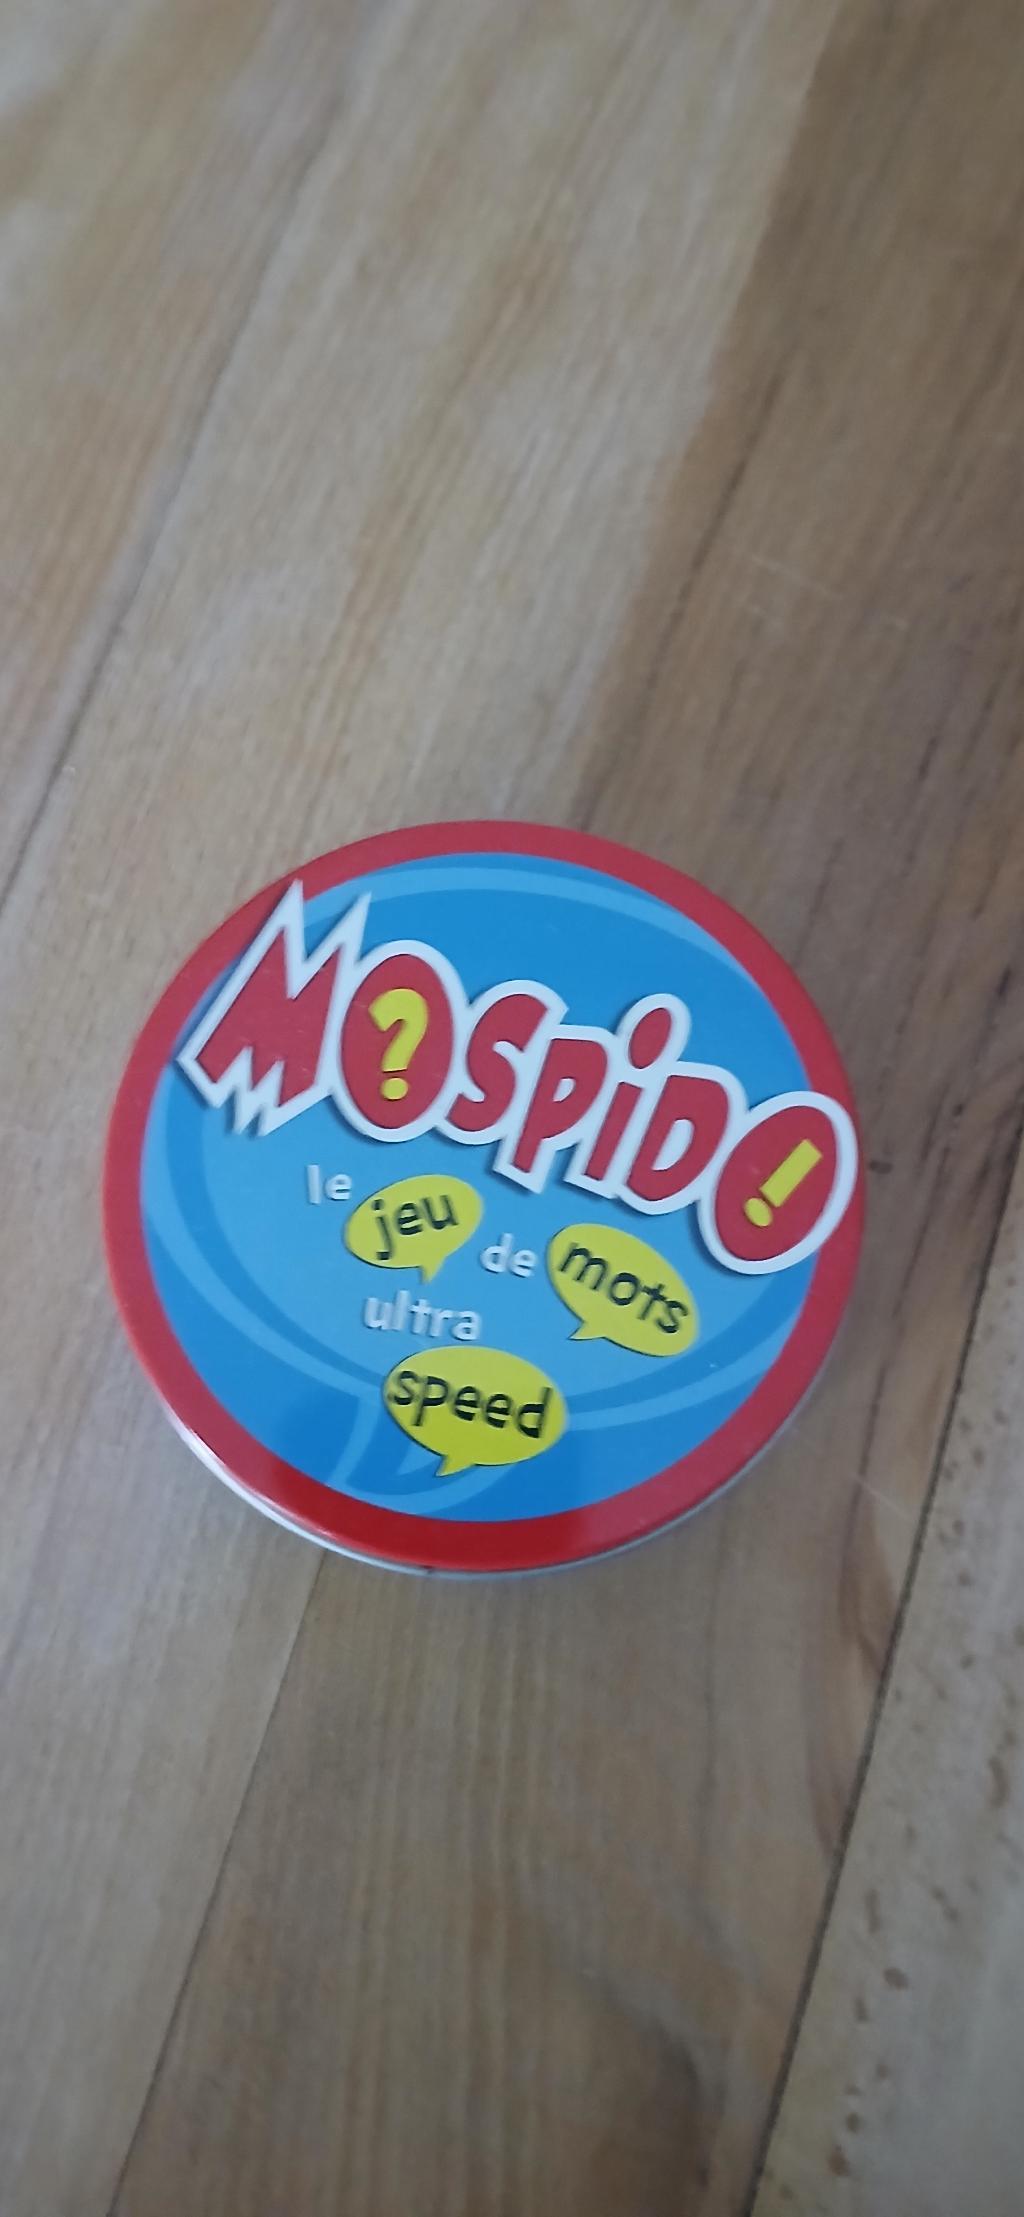 MOSPIDO
le jeu de mots
ultra
speed